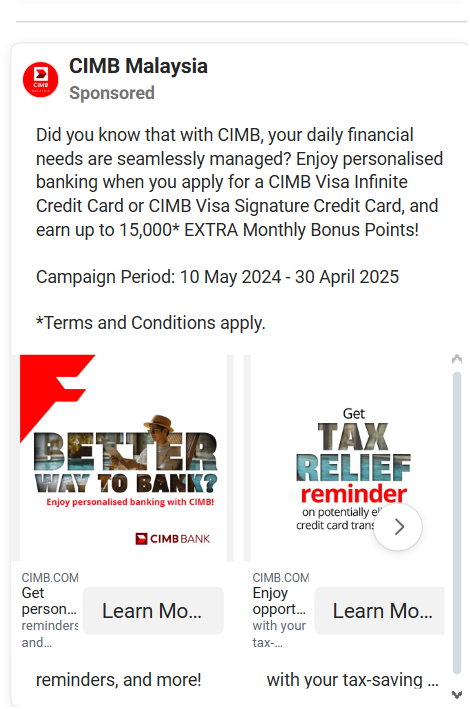 CIMB Malaysia
Sponsored
Did you know that with CIMB, your daily financial
needs are seamlessly managed? Enjoy personalised
banking when you apply for a CIMB Visa Infinite
Credit Card or CIMB Visa Signature Credit Card, and
earn up to 15,000* EXTRA Monthly Bonus Points!
Campaign Period: 10 May 2024 - 30 April 2025
*Terms and Conditions apply.
BETTER
WAY TO BANK?
Enjoy personalised banking with CIMB!
CIMB BANK
Get
TAX
RELIEF
reminder
on potentially
credit card
CIMB.COM
Get
person...
reminders
and...
Learn Mo...
CIMB.COM
Enjoy
opport...
with your
tax-...
Learn Mo...
reminders, and more!
with your tax-saving ...